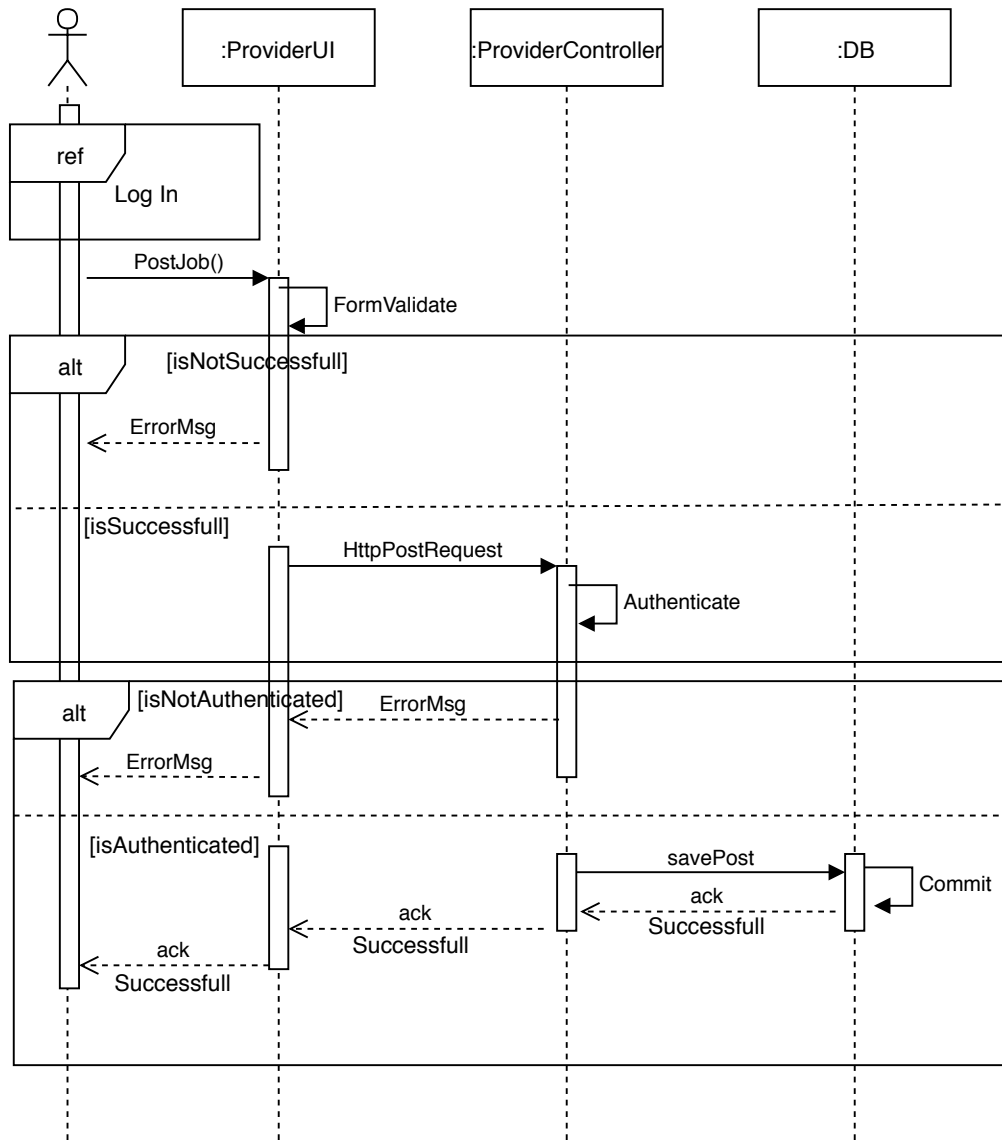 :ProviderUI
:ProviderController
:DB
ref
Log In
PostJob()
FormValidate
alt
[isNotSuccessfull]
ErrorMsg
[isSuccessfull]
HttpPostRequest
Authenticate
alt
[isNotAuthenticated]
ErrorMsg
ErrorMsg
[isAuthenticated]
savePost
Commit
ack
Successfull
ack
Successfull
ack
Successfull